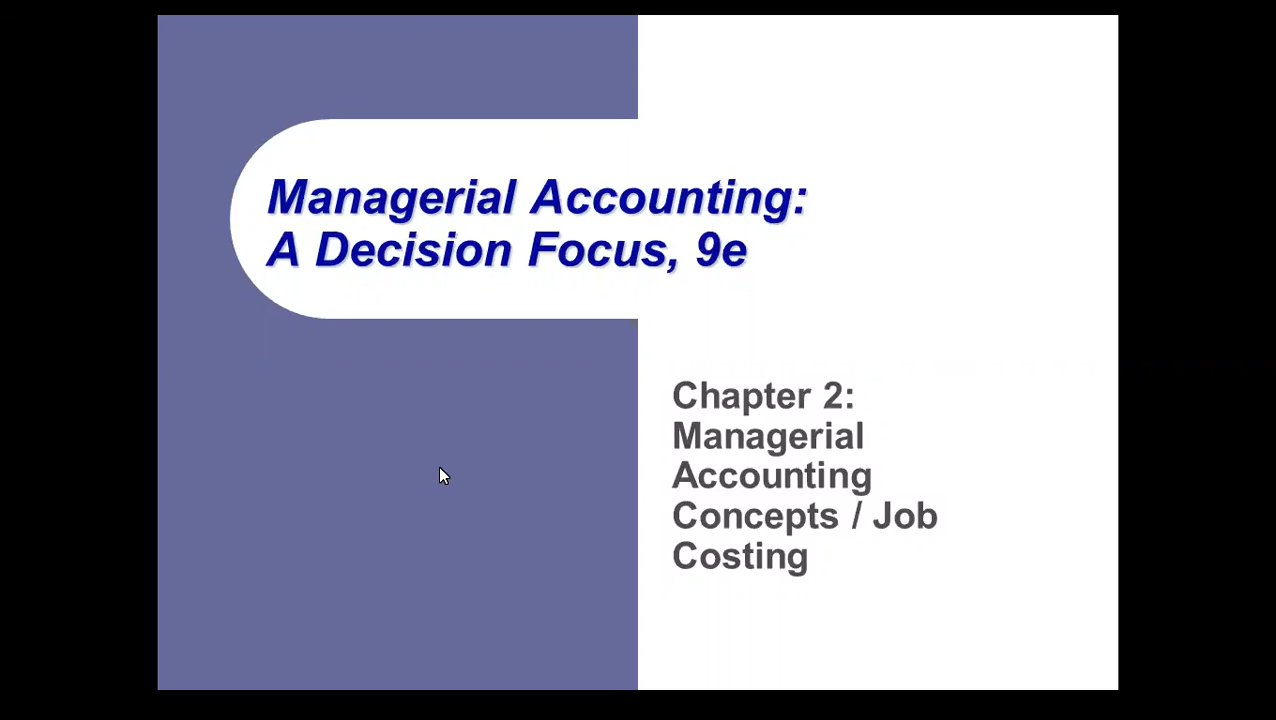 Managerial Accounting:
A Decision Focus, 9e
Chapter 2:
Managerial
Accounting
Concepts / Job
Costing